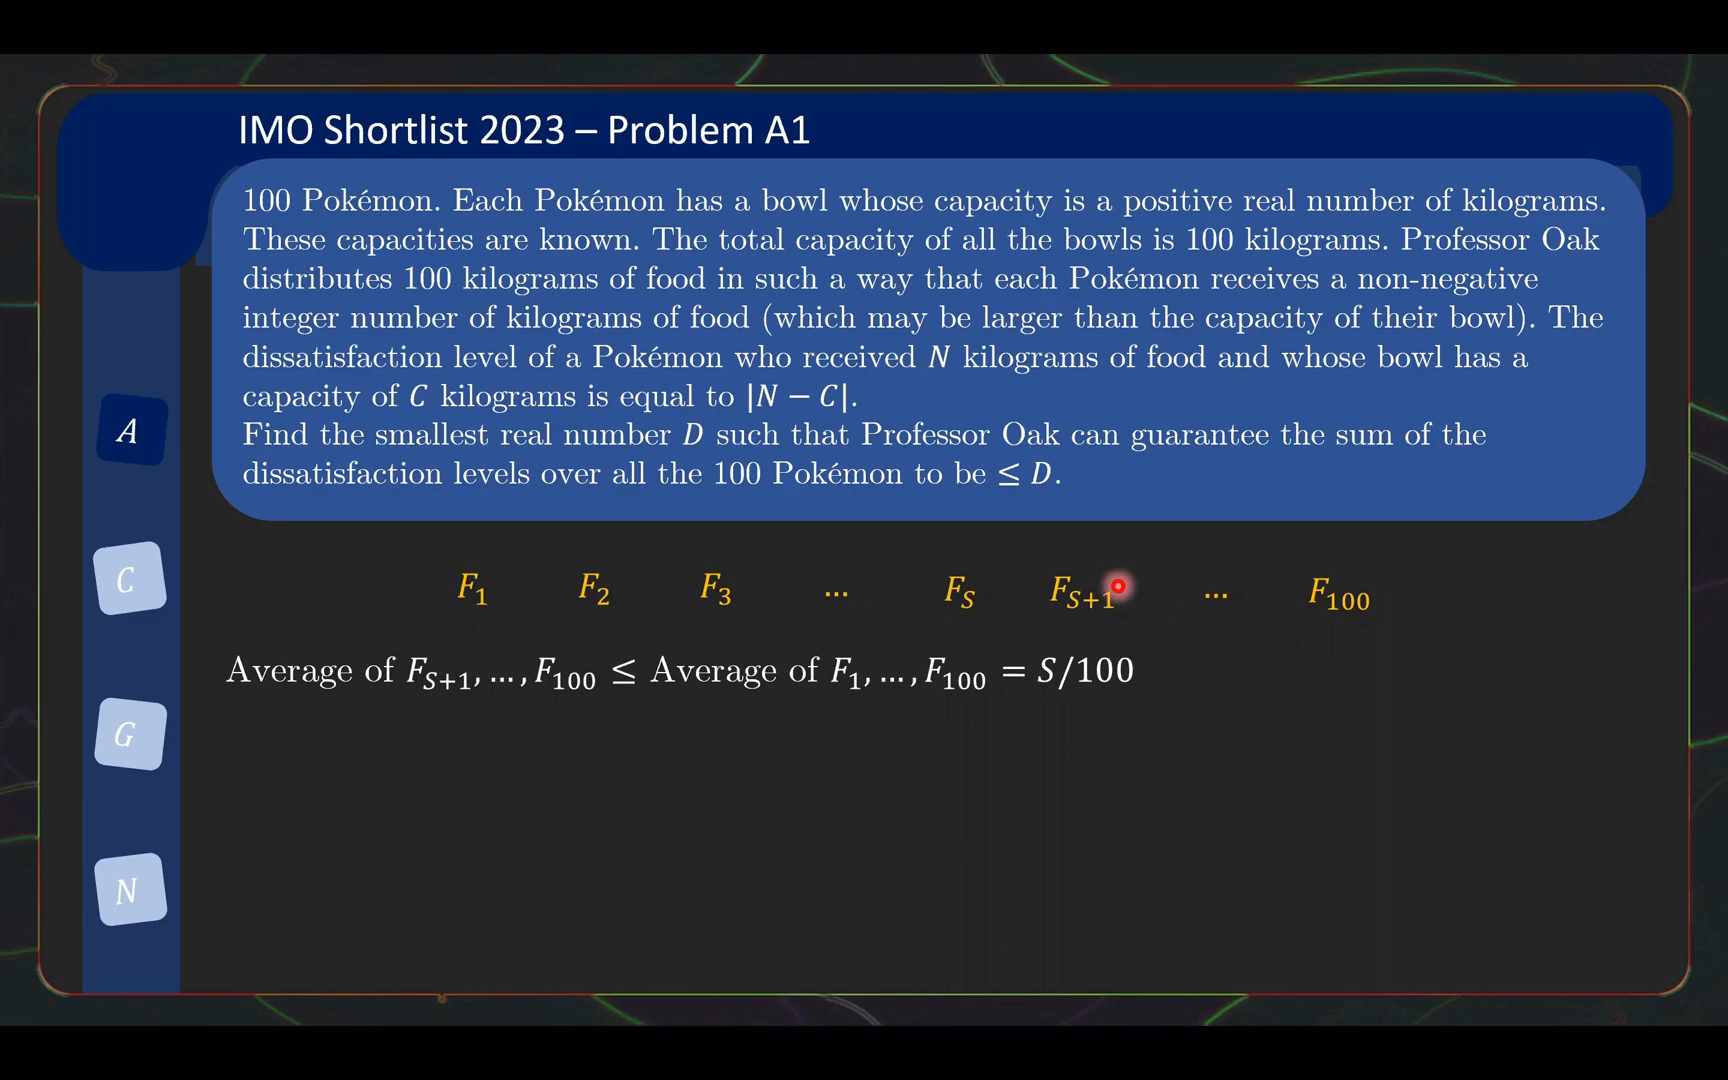 IMO Shortlist 2023 – Problem A1
100 Pokémon. Each Pokémon has a bowl whose capacity is a positive real number of kilograms.
These capacities are known. The total capacity of all the bowls is 100 kilograms. Professor Oak
distributes 100 kilograms of food in such a way that each Pokémon receives a non-negative
integer number of kilograms of food (which may be larger than the capacity of their bowl). The
dissatisfaction level of a Pokémon who received N kilograms of food and whose bowl has a
capacity of C kilograms is equal to |N − C|.
Find the smallest real number D such that Professor Oak can guarantee the sum of the
dissatisfaction levels over all the 100 Pokémon to be ≤ D.
A
C
G
N
F₁ F₂ F₃ ... F_S F_{S+1} ... F₁₀₀
Average of F_{S+1}, ..., F₁₀₀ ≤ Average of F₁, ..., F₁₀₀ = S/100